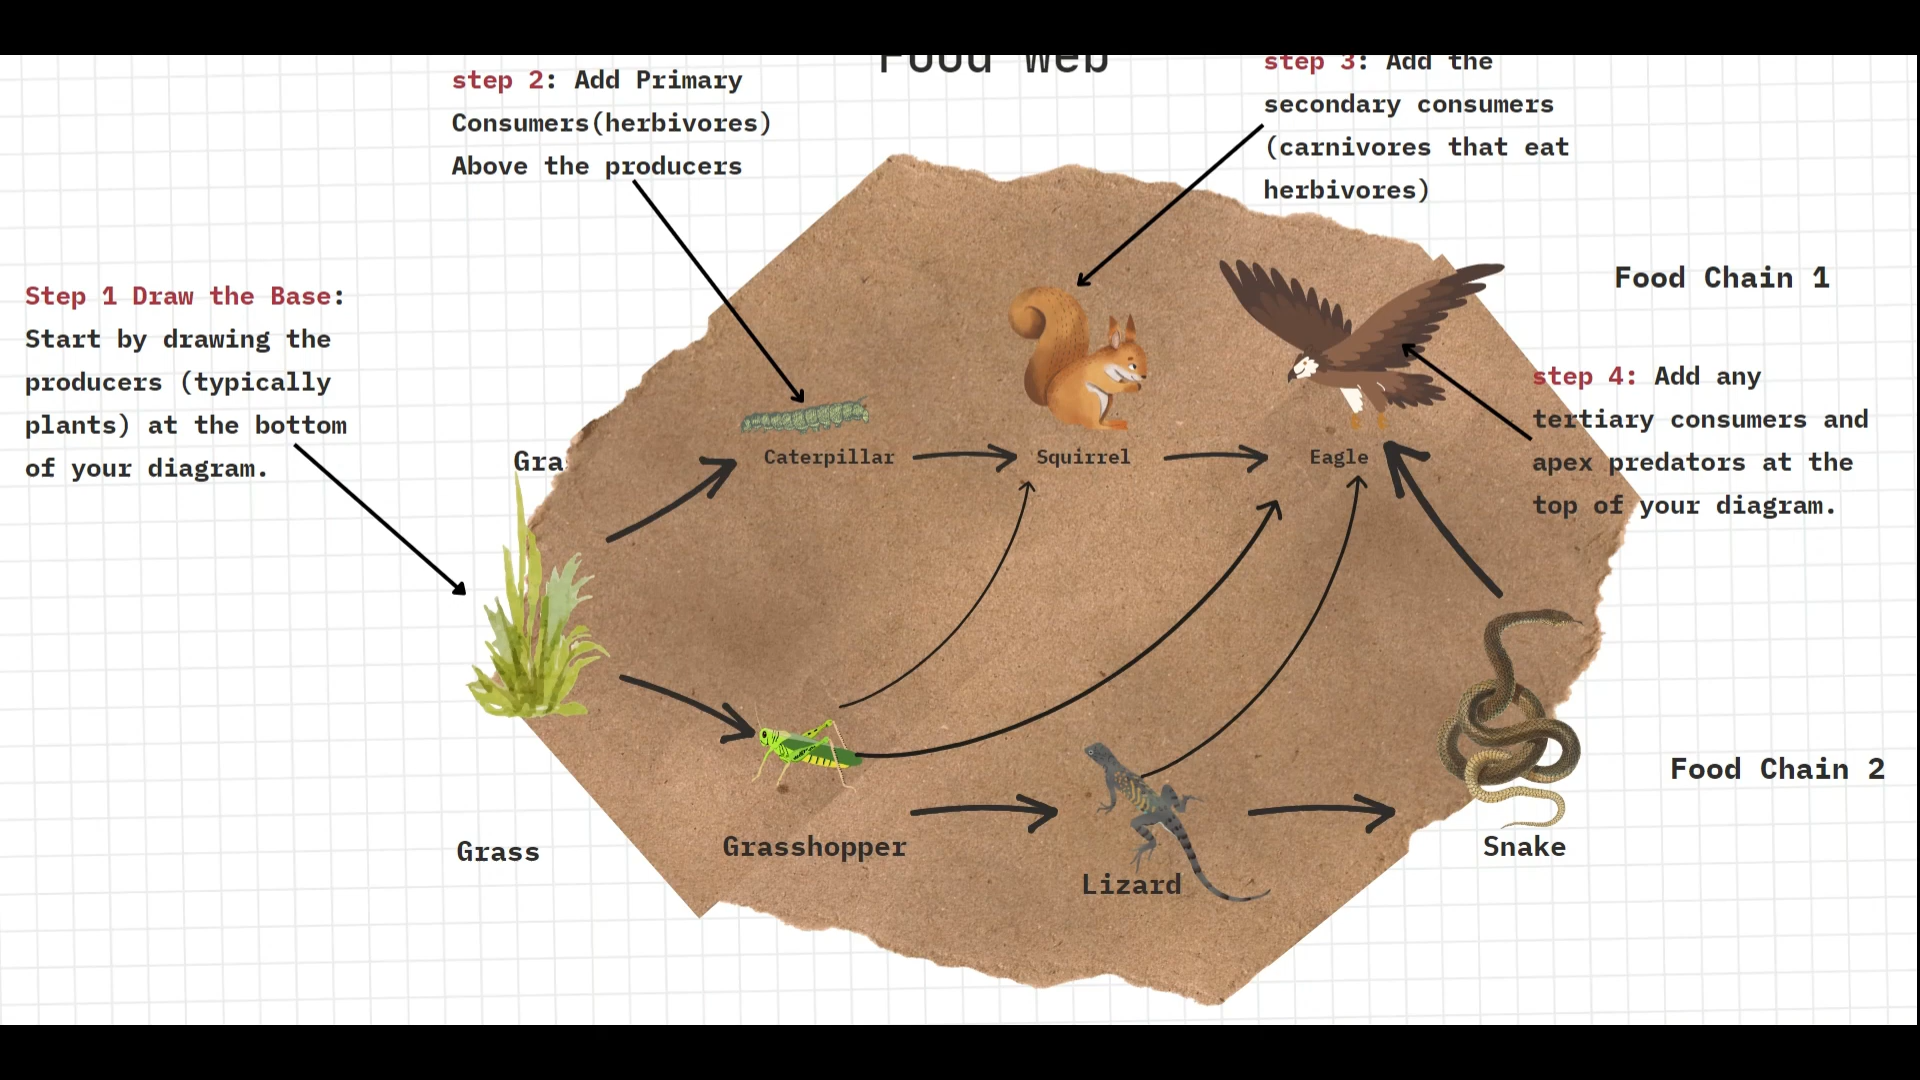 Food Web
step 2: Add Primary
Consumers(herbivores)
Above the producers
step 3: Add the
secondary consumers
(carnivores that eat
herbivores)
Step 1 Draw the Base:
Start by drawing the
producers (typically
plants) at the bottom
of your diagram.
Food Chain 1
step 4: Add any
tertiary consumers and
apex predators at the
top of your diagram.
Gra
Caterpillar
Squirrel
Eagle
Food Chain 2
Grass
Grasshopper
Lizard
Snake